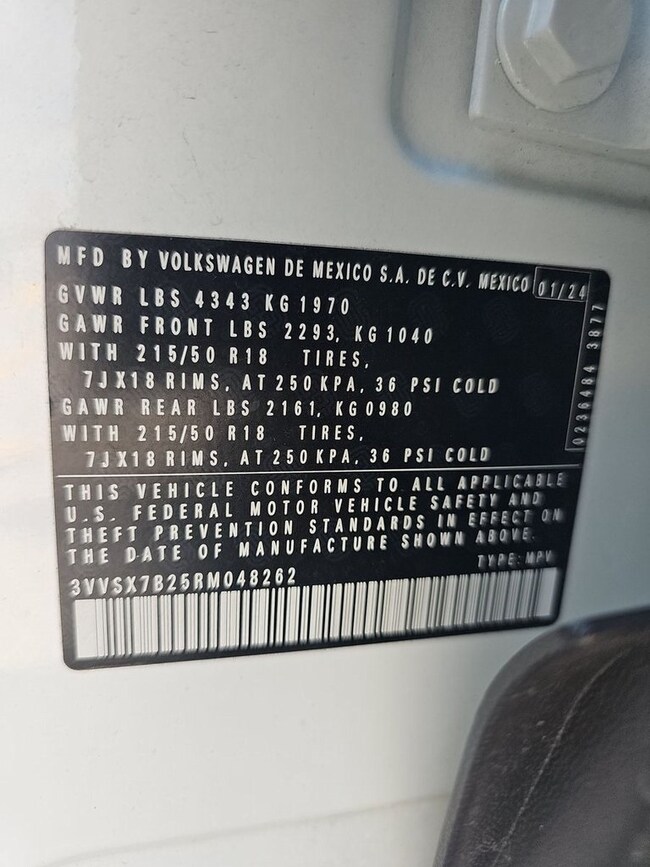 MFD BY VOLKSWAGEN DE MEXICO S.A. DE C.V. MEXICO 01/24
GVWR LBS 4343 KG 1970
GAWR FRONT LBS 2293, KG 1040
WITH 215/50 R18 TIRES,
7JX18 RIMS, AT 250 KPA, 36 PSI COLD
GAWR REAR LBS 2161, KG 0980
WITH 215/50 R18 TIRES,
7JX18 RIMS, AT 250 KPA, 36 PSI COLD
0236484 3877
THIS VEHICLE CONFORMS TO ALL APPLICABLE
U.S. FEDERAL MOTOR VEHICLE SAFETY AND
THEFT PREVENTION STANDARDS IN EFFECT ON
THE DATE OF MANUFACTURE SHOWN ABOVE.
TYPE: MPV
3VVSX7B25RM048262